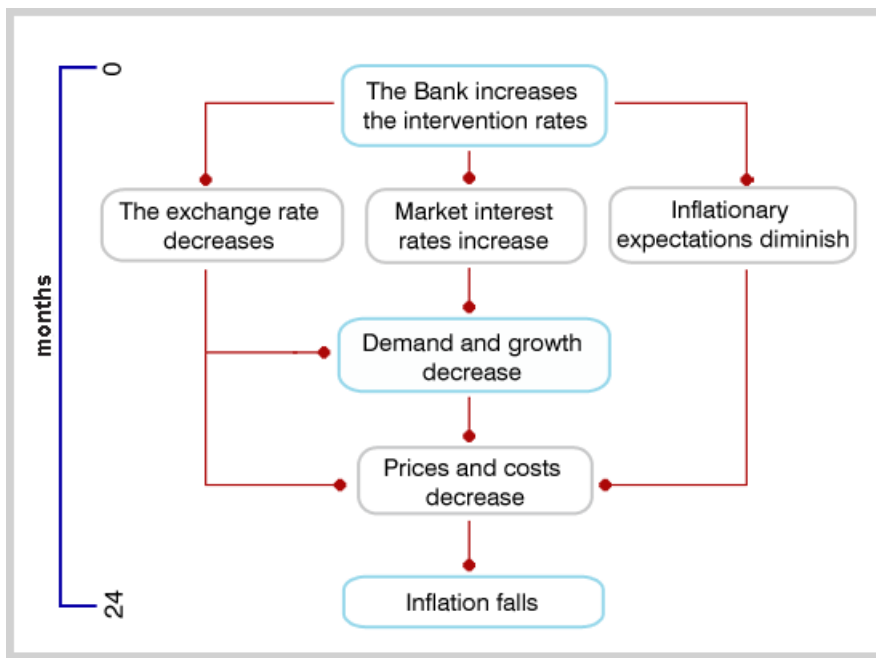 0
The Bank increases
the intervention rates
The exchange rate
decreases
Market interest
rates increase
Inflationary
expectations diminish
months
Demand and growth
decrease
Prices and costs
decrease
24
Inflation falls